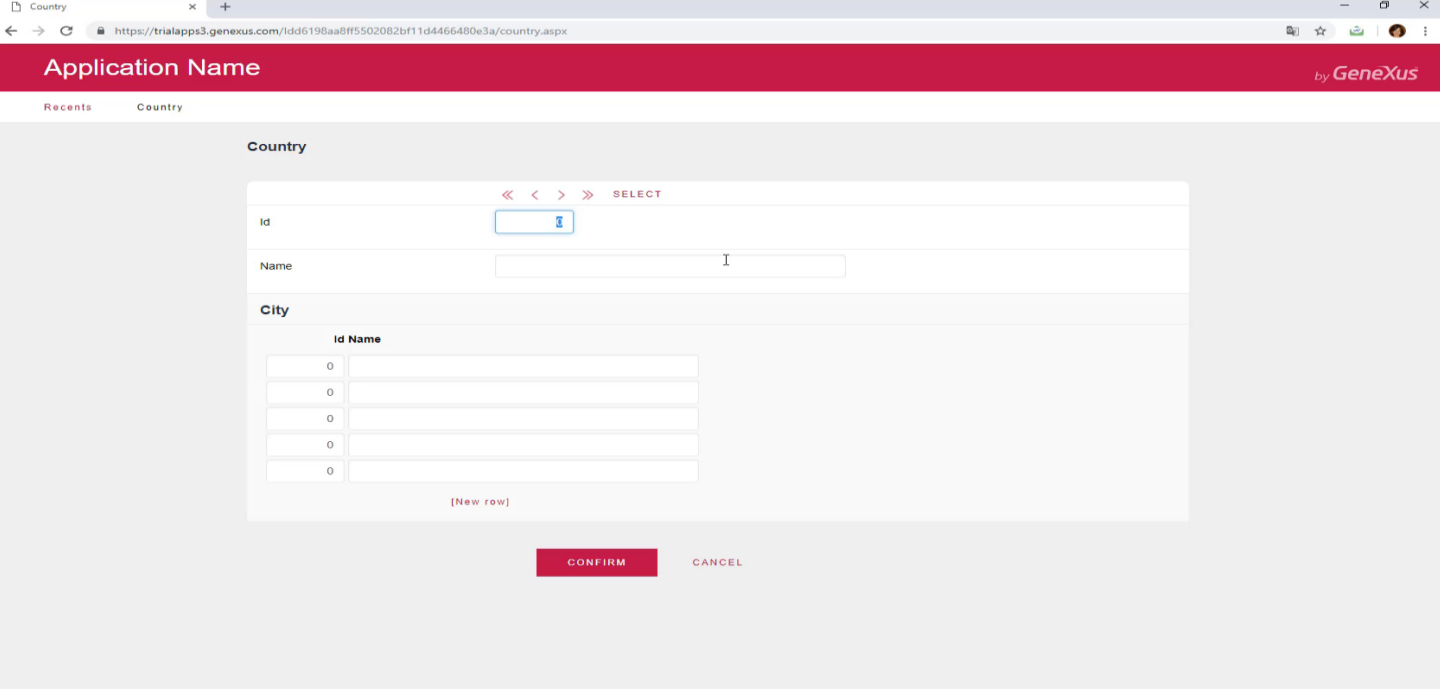 Country
https://trialapps3.genexus.com/Idd6198aa8ff5502082bf11d4466480e3a/country.aspx
Application Name
by GeneXus
Recents Country
Country
SELECT
Id 0
Name
City
Id Name
0
0
0
0
0
[New row]
CONFIRM CANCEL